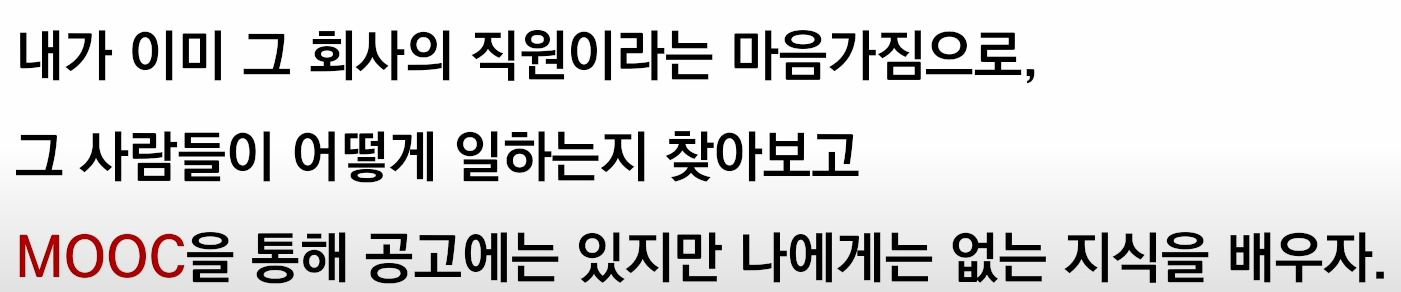 내가 이미 그 회사의 직원이라는 마음가짐으로,
그 사람들이 어떻게 일하는지 찾아보고
MOOC을 통해 공고에는 있지만 나에게는 없는 지식을 배우자.